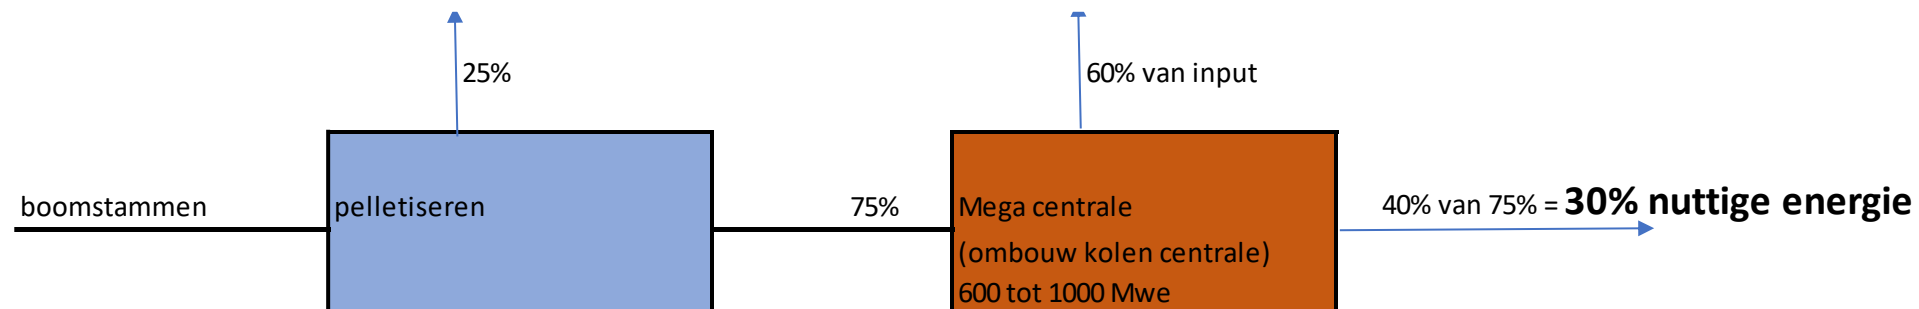 25%
60% van input
boomstammen
pelletiseren
75%
Mega centrale
(ombouw kolen centrale)
600 tot 1000 Mwe
40% van 75% = 30% nuttige energie